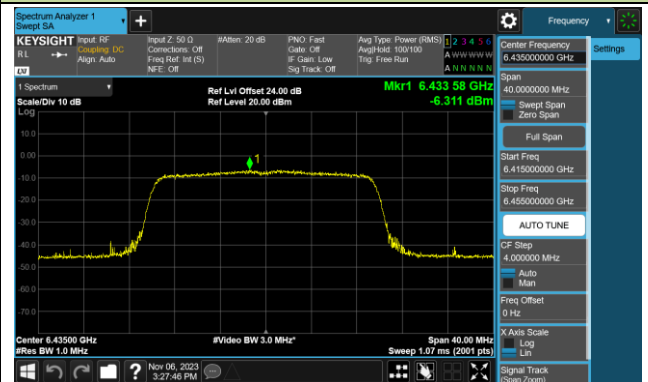 Spectrum Analyzer 1
Swept SA
Frequency
KEYSIGHT
RL
LXI
Input: RF
Coupling: DC
Align: Auto
Input Z: 50 Ω
Corrections: Off
Freq Ref: Int (S)
NFE: Off
#Atten: 20 dB
PNO: Fast
Gate: Off
IF Gain: Low
Sig Track: Off
Avg Type: Power (RMS)
Avg|Hold: 100/100
Trig: Free Run
1 2 3 4 5 6
A W W W W W
A N N N N N
1 Spectrum
Scale/Div 10 dB
Log
Ref Lvl Offset 24.00 dB
Ref Level 20.00 dBm
Mkr1 6.433 58 GHz
-6.311 dBm
10.0
0.00
-10.0
-20.0
-30.0
-40.0
-50.0
-60.0
-70.0
1
Center 6.43500 GHz
#Res BW 1.0 MHz
#Video BW 3.0 MHz*
Span 40.00 MHz
Sweep 1.07 ms (2001 pts)
Nov 06, 2023
3:27:46 PM
Center Frequency
6.435000000 GHz
Span
40.0000000 MHz
Swept Span
Zero Span
Full Span
Start Freq
6.415000000 GHz
Stop Freq
6.455000000 GHz
AUTO TUNE
CF Step
4.000000 MHz
Auto
Man
Freq Offset
0 Hz
X Axis Scale
Log
Lin
Signal Track
(Span Zoom)
Settings